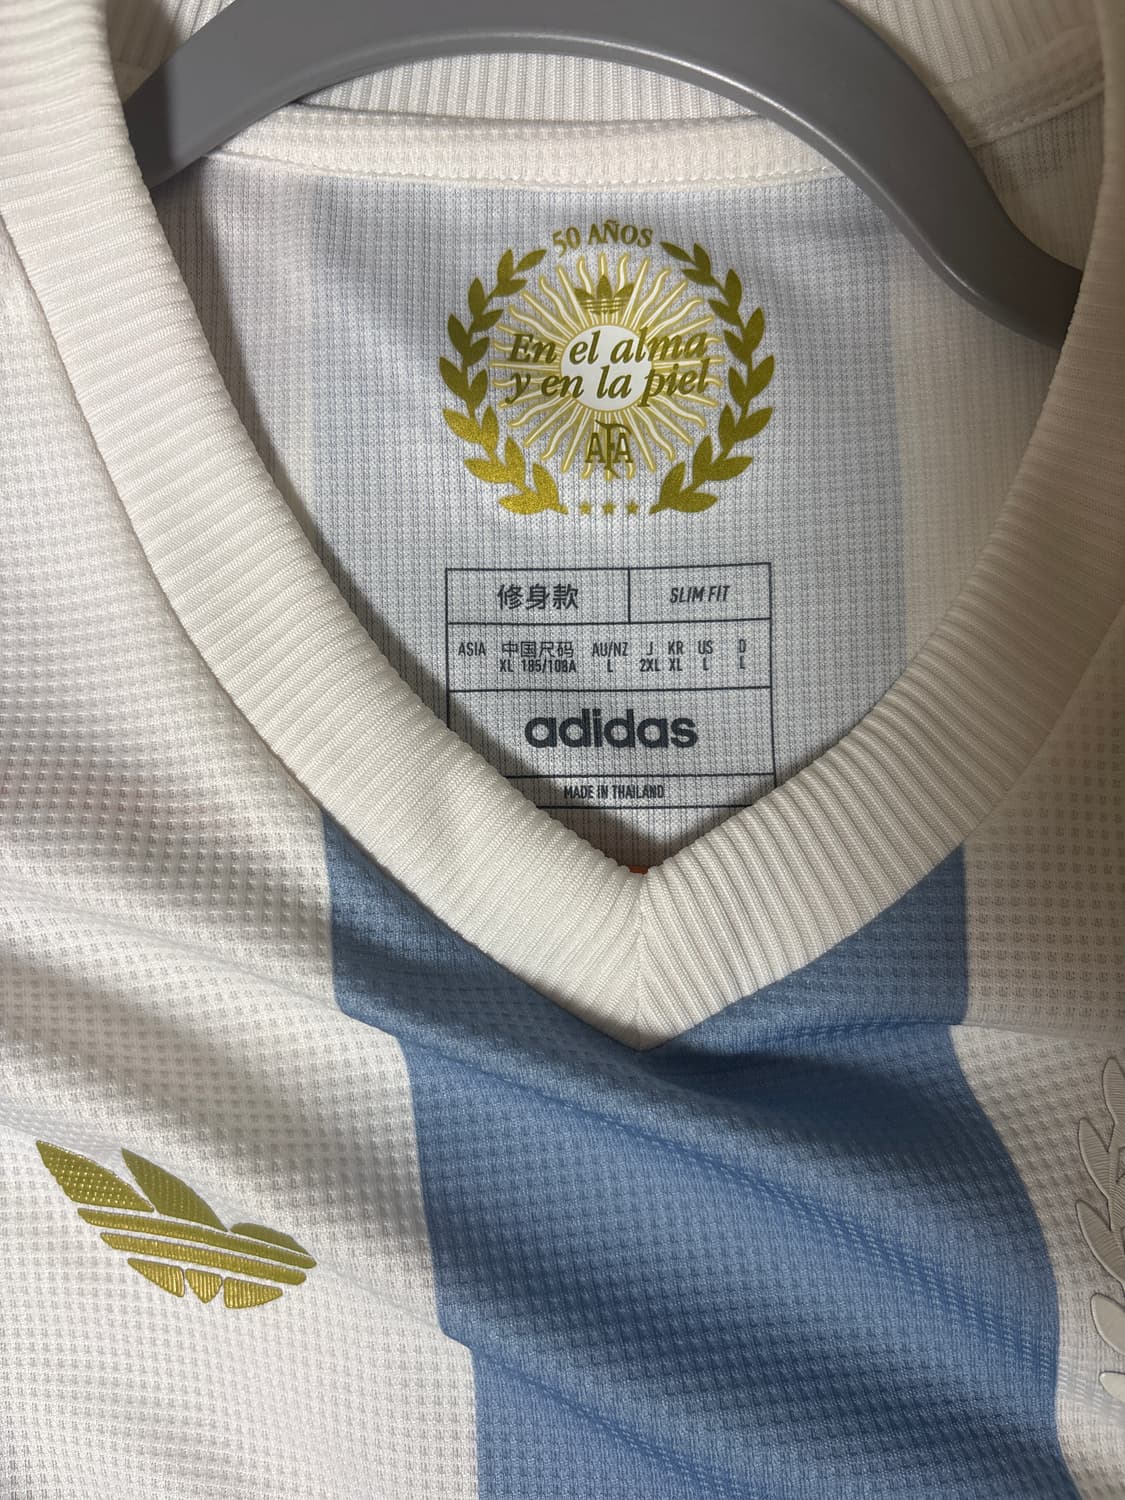 50 AÑOS
En el alma
y en la piel
AFA
修身款 SLIM FIT
ASIA 中国尺码 AU/NZ J KR US D
XL 185/108A L 2XL XL L L
adidas
MADE IN THAILAND